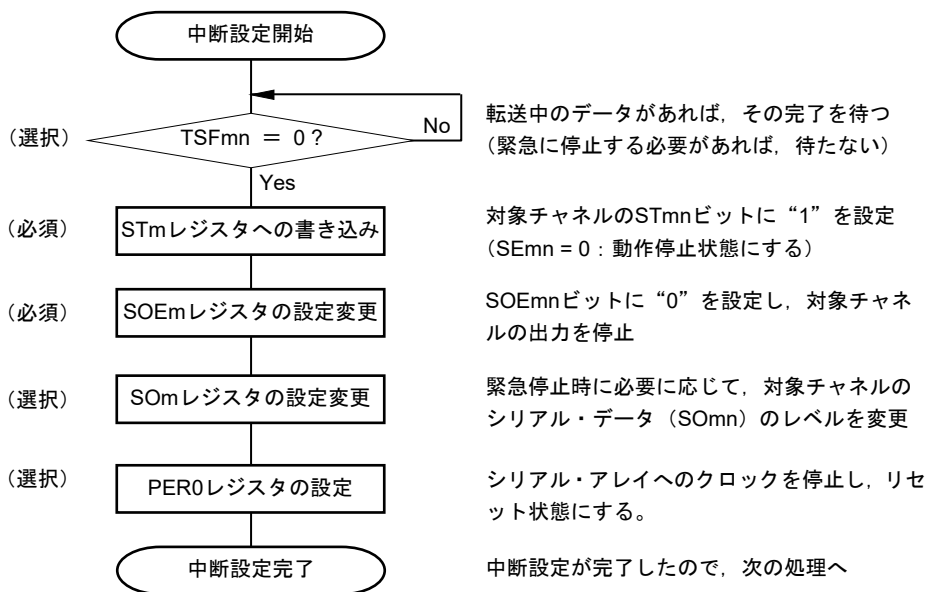 中断設定開始
（選択）
TSFmn ＝ 0？
No
Yes
転送中のデータがあれば，その完了を待つ
（緊急に停止する必要があれば，待たない）
（必須）
STmレジスタへの書き込み
対象チャネルのSTmnビットに“1”を設定
（SEmn = 0：動作停止状態にする）
（必須）
SOEmレジスタの設定変更
SOEmnビットに“0”を設定し，対象チャネ
ルの出力を停止
（選択）
SOmレジスタの設定変更
緊急停止時に必要に応じて，対象チャネルの
シリアル・データ（SOmn）のレベルを変更
（選択）
PER0レジスタの設定
シリアル・アレイへのクロックを停止し，リセ
ット状態にする。
中断設定完了
中断設定が完了したので，次の処理へ